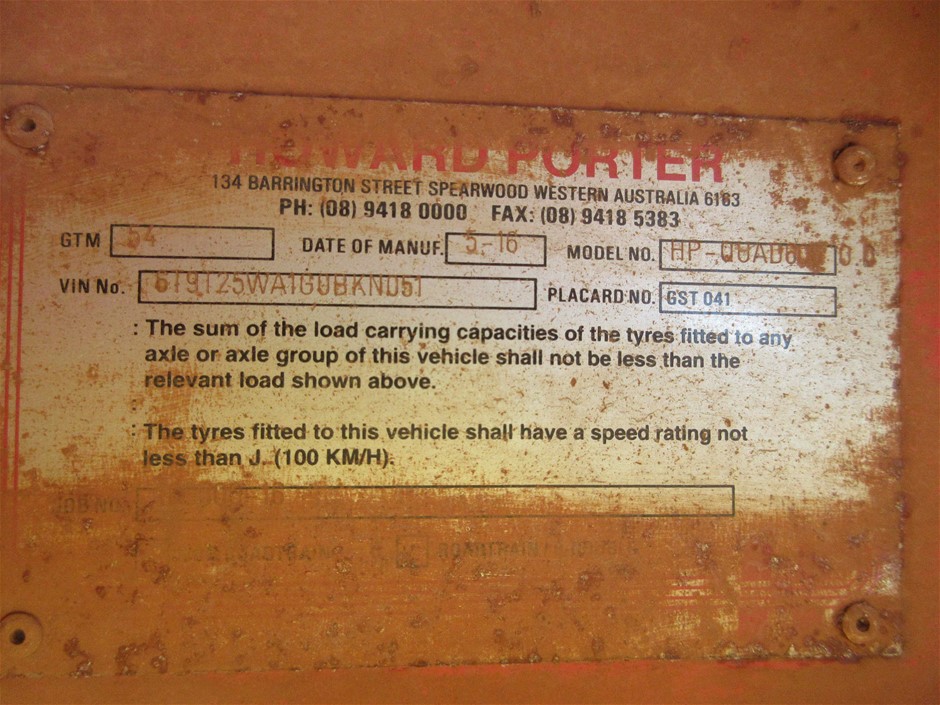 HOWARD PORTER
134 BARRINGTON STREET SPEARWOOD WESTERN AUSTRALIA 6163
PH: (08) 9418 0000 FAX: (08) 9418 5383
GTM 54 DATE OF MANUF. 5-16 MODEL NO.
VIN No. PLACARD NO. GST 041
: The sum of the load carrying capacities of the tyres fitted to any
axle or axle group of this vehicle shall not be less than the
relevant load shown above.
: The tyres fitted to this vehicle shall have a speed rating not
less than J. (100 KM/H).
JOB NO.